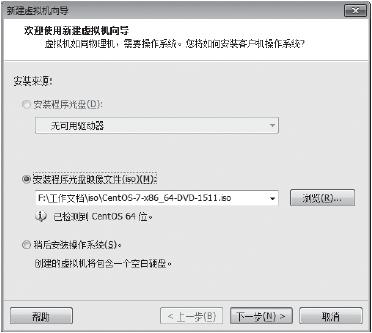 新建虚拟机向导
欢迎使用新建虚拟机向导
虚拟机如同物理机，需要操作系统。您将如何安装客户机操作系统?
安装来源:
安装程序光盘(D):
无可用驱动器
安装程序光盘映像文件(iso)(M):
F:\工作文档\iso\CentOS-7-x86_64-DVD-1511.iso
浏览(R)...
已检测到 CentOS 64 位。
稍后安装操作系统(S)。
创建的虚拟机将包含一个空白硬盘。
帮助
< 上一步(B)
下一步(N) >
取消